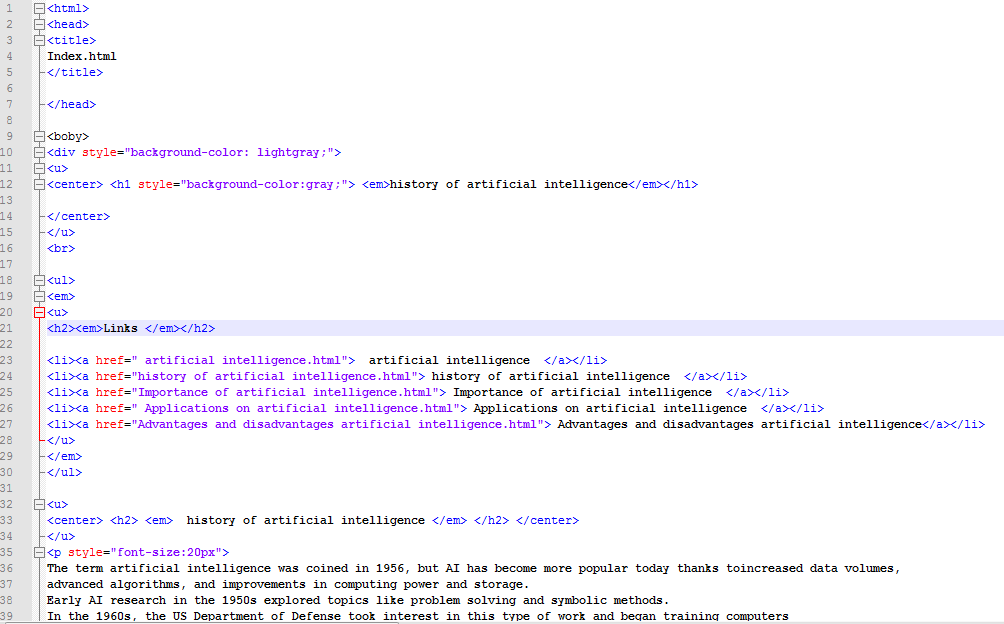 1 <html>
2 <head>
3 <title>
4 Index.html
5 </title>
6
7 </head>
8
9 <boby>
10 <div style="background-color: lightgray;">
11 <u>
12 <center> <h1 style="background-color:gray;"> <em>history of artificial intelligence</em></h1>
13
14 </center>
15 </u>
16 <br>
17
18 <ul>
19 <em>
20 <u>
21 <h2><em>Links </em></h2>
22
23 <li><a href=" artificial intelligence.html">  artificial intelligence  </a></li>
24 <li><a href="history of artificial intelligence.html"> history of artificial intelligence  </a></li>
25 <li><a href="Importance of artificial intelligence.html"> Importance of artificial intelligence  </a></li>
26 <li><a href=" Applications on artificial intelligence.html"> Applications on artificial intelligence  </a></li>
27 <li><a href="Advantages and disadvantages artificial intelligence.html"> Advantages and disadvantages artificial intelligence</a></li>
28 </u>
29 </em>
30 </ul>
31
32 <u>
33 <center> <h2> <em>  history of artificial intelligence </em> </h2> </center>
34 </u>
35 <p style="font-size:20px">
36 The term artificial intelligence was coined in 1956, but AI has become more popular today thanks toincreased data volumes,
37 advanced algorithms, and improvements in computing power and storage.
38 Early AI research in the 1950s explored topics like problem solving and symbolic methods.
39 In the 1960s, the US Department of Defense took interest in this type of work and began training computers